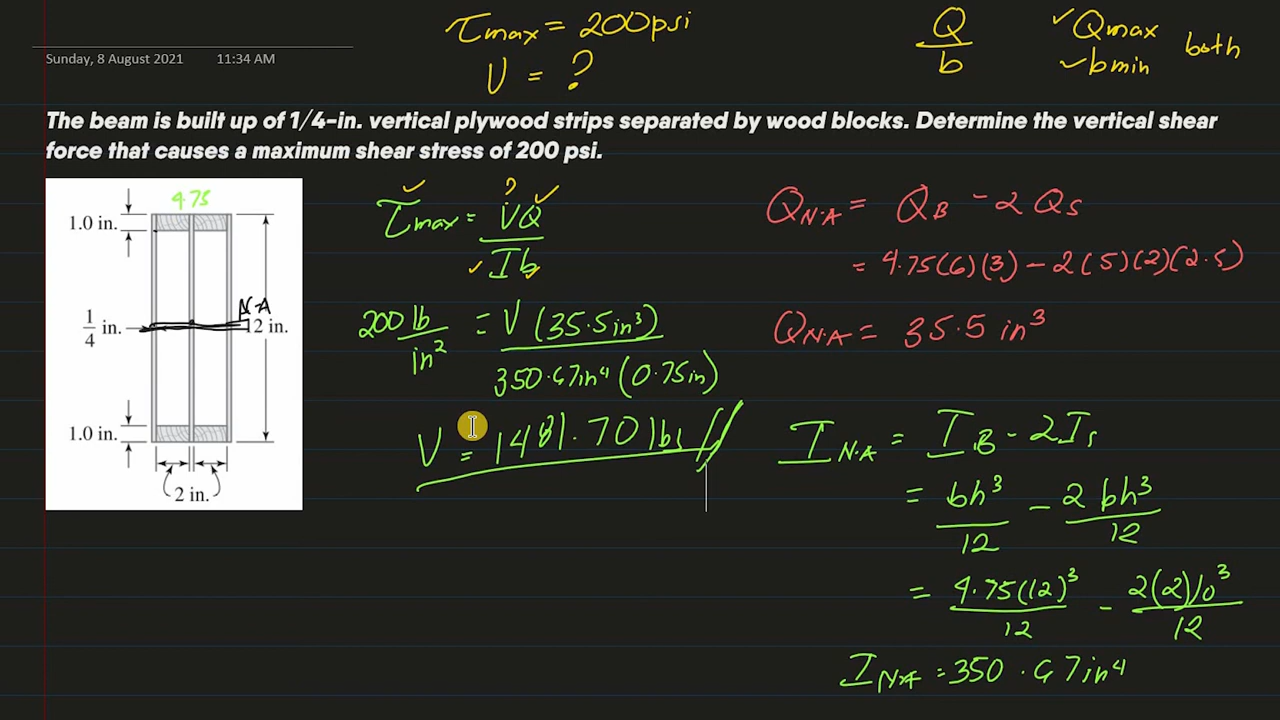 τmax = 200psi
V = ?
Q
b
✓Qmax
✓bmin
both
Sunday, 8 August 2021 11:34 AM
The beam is built up of 1/4-in. vertical plywood strips separated by wood blocks. Determine the vertical shear
force that causes a maximum shear stress of 200 psi.
4.75
1.0 in.
N.A
1/4 in.
12 in.
1.0 in.
2 in.
τmax = VQ
Ib
?
200 lb/in² = V (35.5in³)
350.67in⁴ (0.75in)
V = 1481.70 lbs
QN.A = QB - 2QS
= 4.75(6)(3) - 2(5)(2)(2.5)
QN.A = 35.5 in³
IN.A = IB - 2Is
= bh³/12 - 2bh³/12
= 4.75(12)³/12 - 2(2)10³/12
IN.A = 350.67in⁴